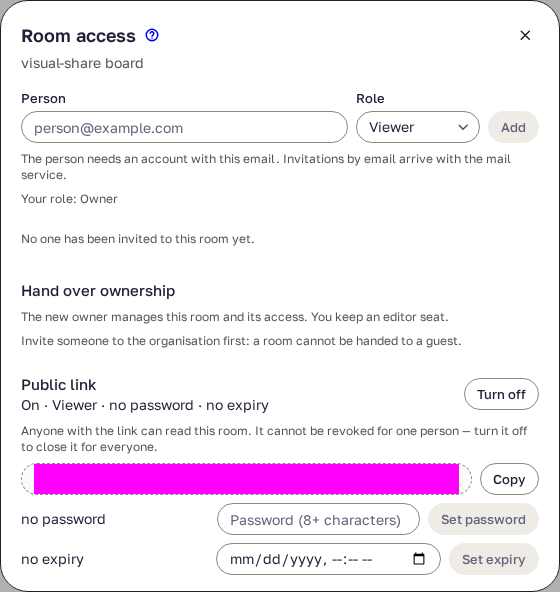 Room access
visual-share board
Person
Role
person@example.com
Viewer
Add
The person needs an account with this email. Invitations by email arrive with the mail
service.
Your role: Owner
No one has been invited to this room yet.
Hand over ownership
The new owner manages this room and its access. You keep an editor seat.
Invite someone to the organisation first: a room cannot be handed to a guest.
Public link
On · Viewer · no password · no expiry
Turn off
Anyone with the link can read this room. It cannot be revoked for one person — turn it off
to close it for everyone.
Copy
no password
Password (8+ characters)
Set password
no expiry
mm/dd/yyyy, --:-- --
Set expiry